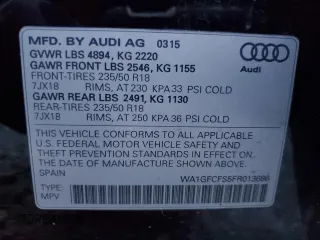 MFD. BY AUDI AG 0315
GVWR LBS 4894, KG 2220
GAWR FRONT LBS 2546, KG 1155
FRONT-TIRES 235/50 R18
7JX18 RIMS, AT 230 KPA 33 PSI COLD
GAWR REAR LBS 2491, KG 1130
REAR-TIRES 235/50 R18
7JX18 RIMS, AT 250 KPA 36 PSI COLD
Audi
THIS VEHICLE CONFORMS TO ALL APPLICABLE
U.S. FEDERAL MOTOR VEHICLE SAFETY AND
THEFT PREVENTION STANDARDS IN EFFECT ON
THE DATE OF MANUFACTURE SHOWN ABOVE.
SPAIN
WA1GFCFS5FR013686
TYPE:
MPV